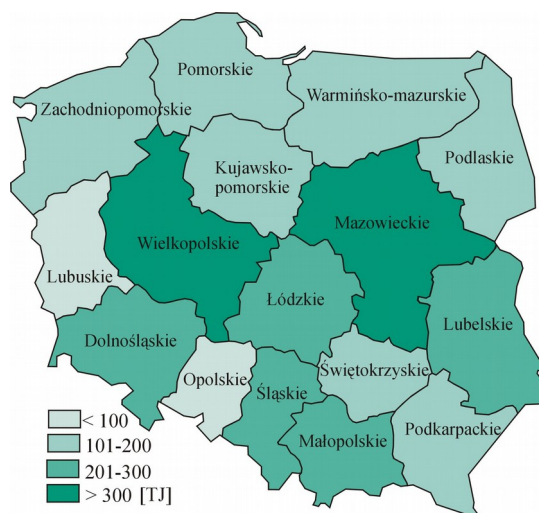 Pomorskie
Zachodniopomorskie
Warmińsko-mazurskie
Podlaskie
Kujawsko-
pomorskie
Mazowieckie
Wielkopolskie
Lubuskie
Łódzkie
Lubelskie
Dolnośląskie
Opolskie
Śląskie
Świętokrzyskie
Małopolskie
Podkarpackie
< 100
101-200
201-300
> 300 [TJ]